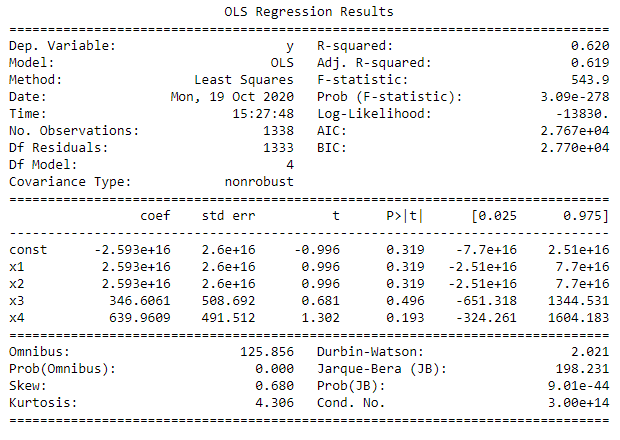 OLS Regression Results
==============================================================================
Dep. Variable:                      y   R-squared:                       0.620
Model:                            OLS   Adj. R-squared:                  0.619
Method:                 Least Squares   F-statistic:                     543.9
Date:                Mon, 19 Oct 2020   Prob (F-statistic):          3.09e-278
Time:                        15:27:48   Log-Likelihood:                -13830.
No. Observations:                1338   AIC:                         2.767e+04
Df Residuals:                    1333   BIC:                         2.770e+04
Df Model:                           4
Covariance Type:            nonrobust
==============================================================================
coef    std err          t      P>|t|      [0.025      0.975]
------------------------------------------------------------------------------
const      -2.593e+16    2.6e+16     -0.996      0.319    -7.7e+16    2.51e+16
x1          2.593e+16    2.6e+16      0.996      0.319   -2.51e+16     7.7e+16
x2          2.593e+16    2.6e+16      0.996      0.319   -2.51e+16     7.7e+16
x3           346.6061    508.692      0.681      0.496    -651.318    1344.531
x4           639.9609    491.512      1.302      0.193    -324.261    1604.183
==============================================================================
Omnibus:                      125.856   Durbin-Watson:                   2.021
Prob(Omnibus):                  0.000   Jarque-Bera (JB):              198.231
Skew:                           0.680   Prob(JB):                     9.01e-44
Kurtosis:                       4.306   Cond. No.                     3.00e+14
==============================================================================